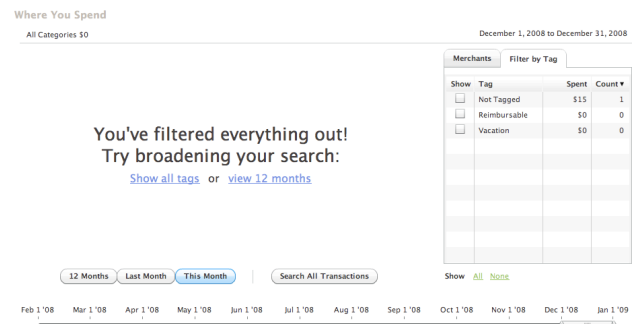 Where You Spend
All Categories $0
December 1, 2008 to December 31, 2008
You've filtered everything out!
Try broadening your search:
Show all tags or view 12 months
Merchants Filter by Tag
Show Tag Spent Count ▼
Not Tagged $15 1
Reimbursable $0 0
Vacation $0 0
12 Months Last Month This Month Search All Transactions
Show All None
Feb 1 '08 Mar 1 '08 Apr 1 '08 May 1 '08 Jun 1 '08 Jul 1 '08 Aug 1 '08 Sep 1 '08 Oct 1 '08 Nov 1 '08 Dec 1 '08 Jan 1 '09